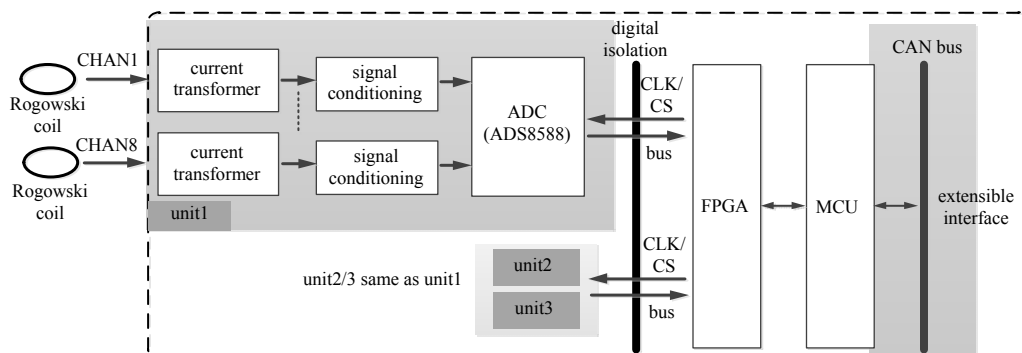 CHAN1
Rogowski
coil
CHAN8
Rogowski
coil
current
transformer
signal
conditioning
current
transformer
signal
conditioning
ADC
(ADS8588)
unit1
digital
isolation
CLK/
CS
bus
unit2/3 same as unit1
unit2
unit3
CLK/
CS
bus
FPGA
MCU
CAN bus
extensible
interface